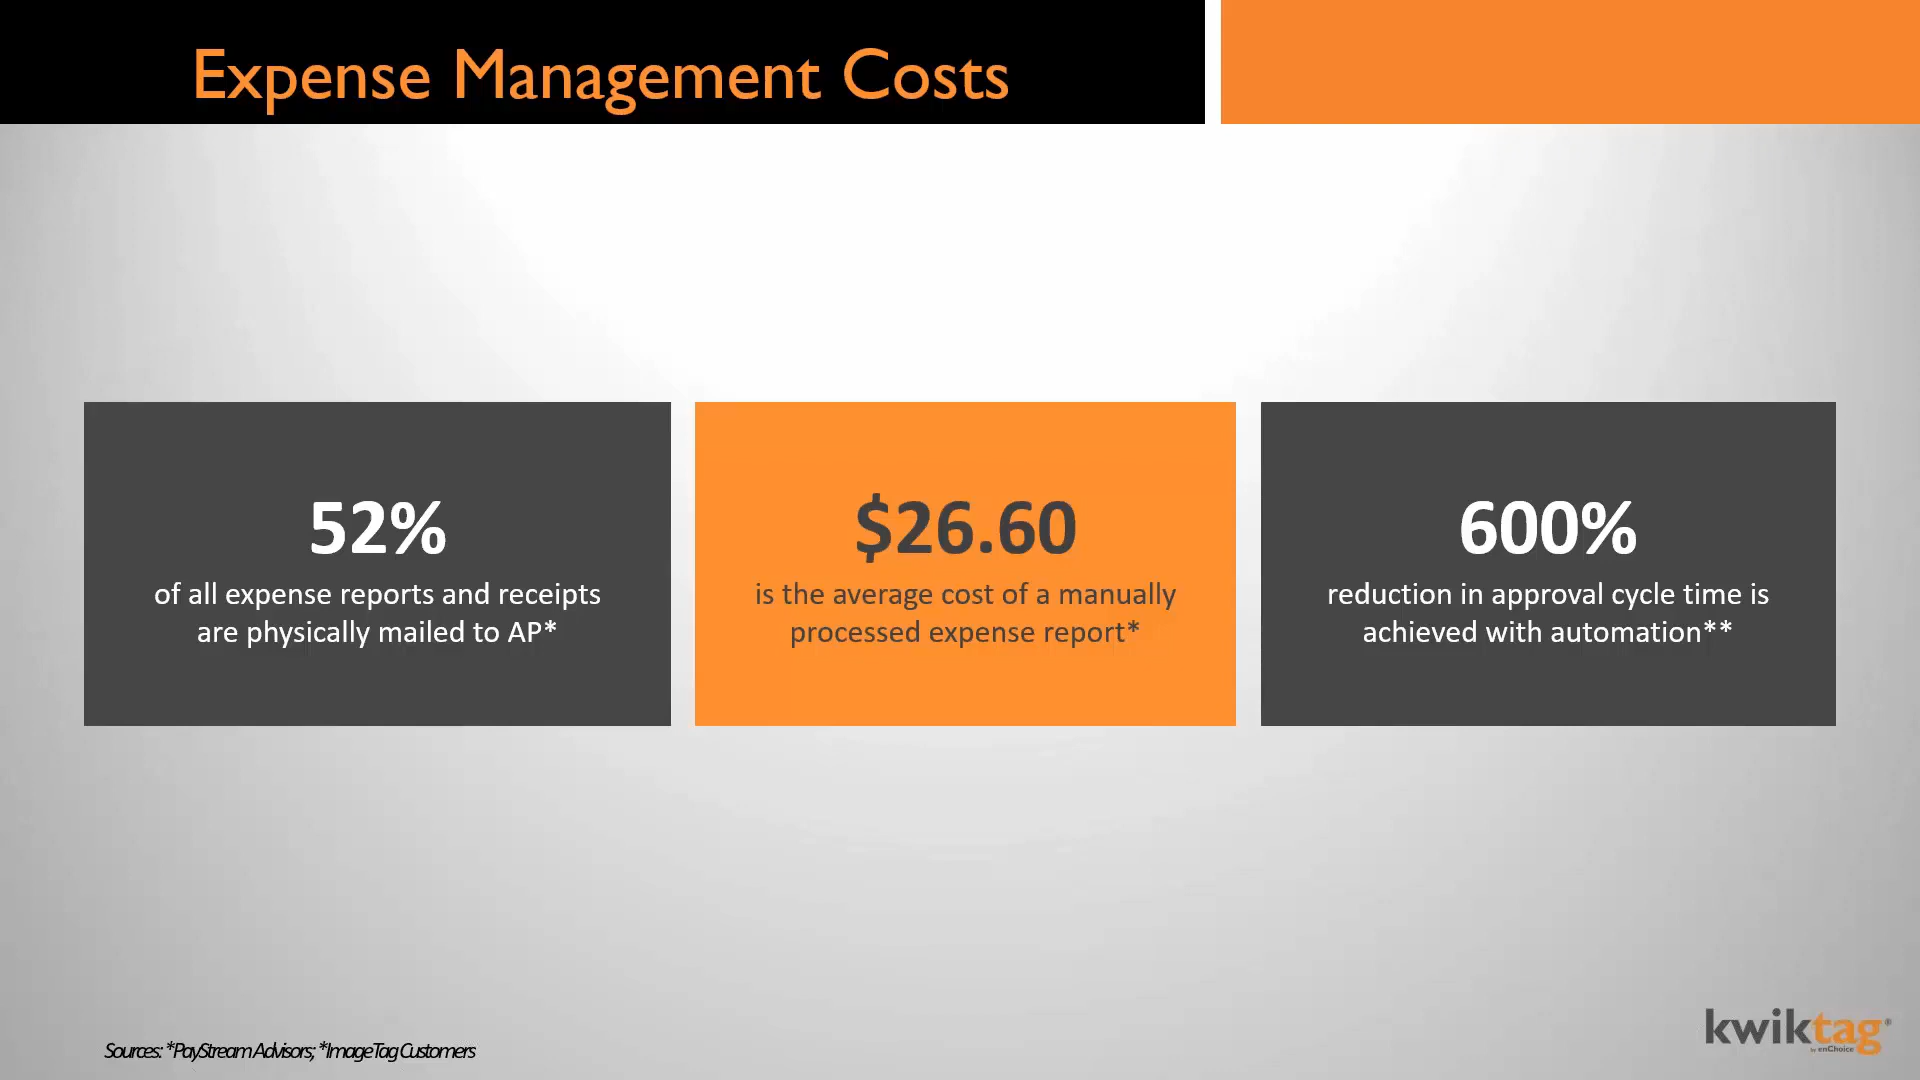 Expense Management Costs
52%
of all expense reports and receipts
are physically mailed to AP*
$26.60
is the average cost of a manually
processed expense report*
600%
reduction in approval cycle time is
achieved with automation**
Sources: *PayStream Advisors; *ImageTag Customers
kwiktag®
by enChoice